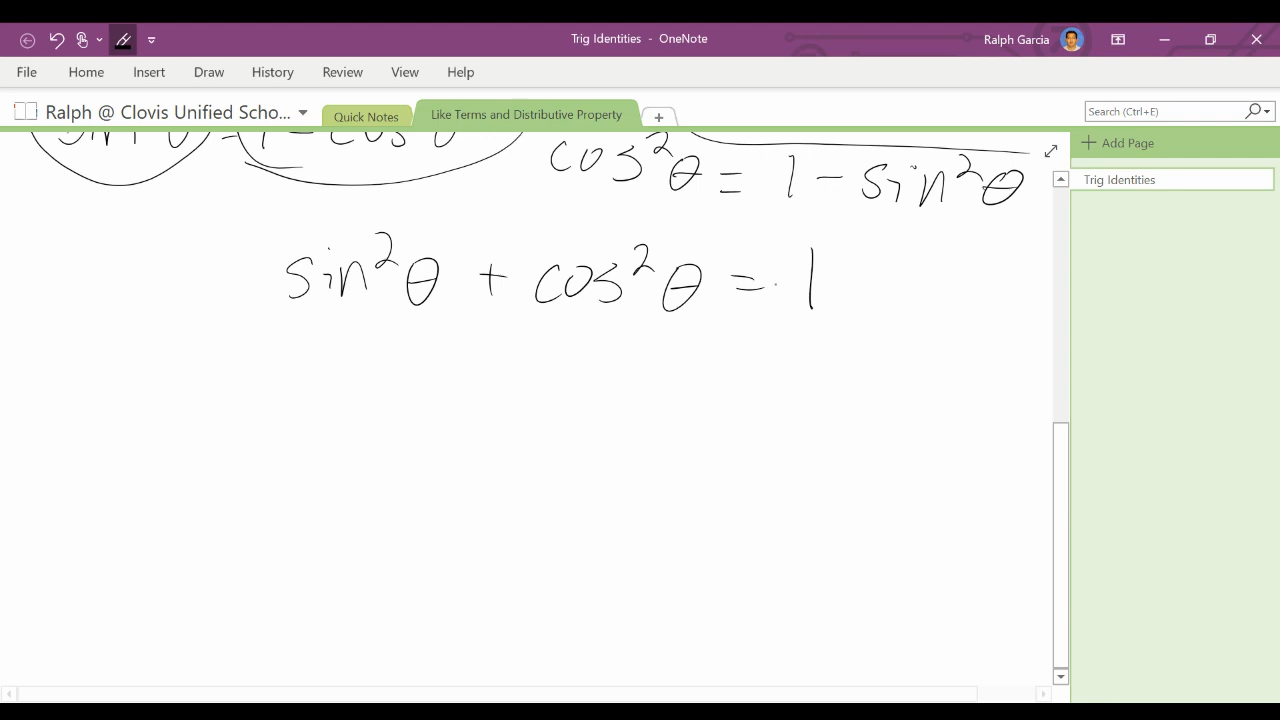 Trig Identities - OneNote
Ralph Garcia
File Home Insert Draw History Review View Help
Ralph @ Clovis Unified Scho...
Quick Notes
Like Terms and Distributive Property
Search (Ctrl+E)
Add Page
Trig Identities
cos²θ = 1 - sin²θ
sin²θ + cos²θ = 1